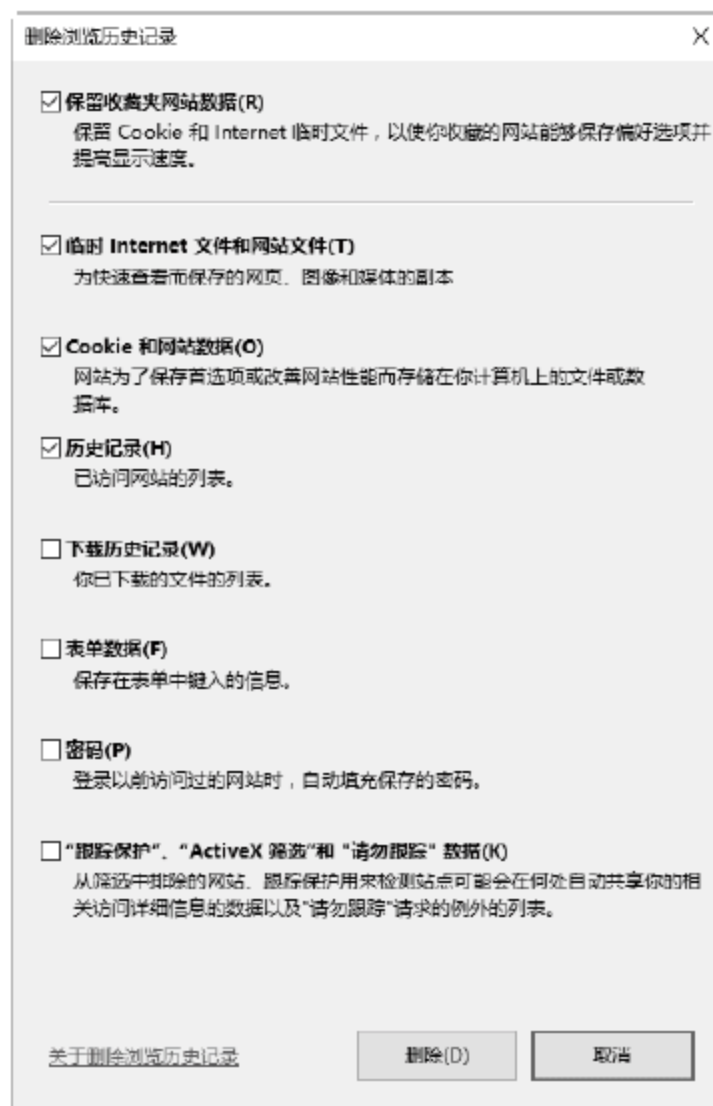 删除浏览历史记录
保留收藏夹网站数据(R)
保留 Cookie 和 Internet 临时文件，以使你收藏的网站能够保存偏好选项并
提高显示速度。
临时 Internet 文件和网站文件(T)
为快速查看而保存的网页、图像和媒体的副本
Cookie 和网站数据(O)
网站为了保存首选项或改善网站性能而存储在你计算机上的文件或数
据库。
历史记录(H)
已访问网站的列表。
下载历史记录(W)
你已下载的文件的列表。
表单数据(F)
保存在表单中键入的信息。
密码(P)
登录以前访问过的网站时，自动填充保存的密码。
“跟踪保护”、“ActiveX 筛选”和 "请勿跟踪" 数据(K)
从筛选中排除的网站、跟踪保护用来检测站点可能会在何处自动共享你的相
关访问详细信息的数据以及"请勿跟踪"请求的例外的列表。
关于删除浏览历史记录
删除(D)
取消